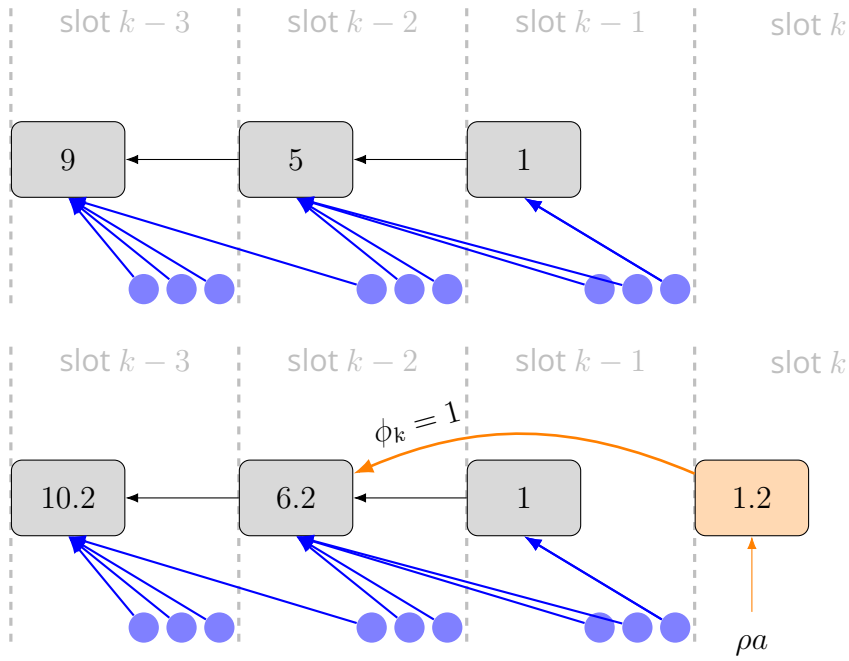 slot k − 3 slot k − 2 slot k − 1 slot k
9 5 1
slot k − 3 slot k − 2 slot k − 1 slot k
ϕₖ = 1
10.2 6.2 1 1.2
ρa